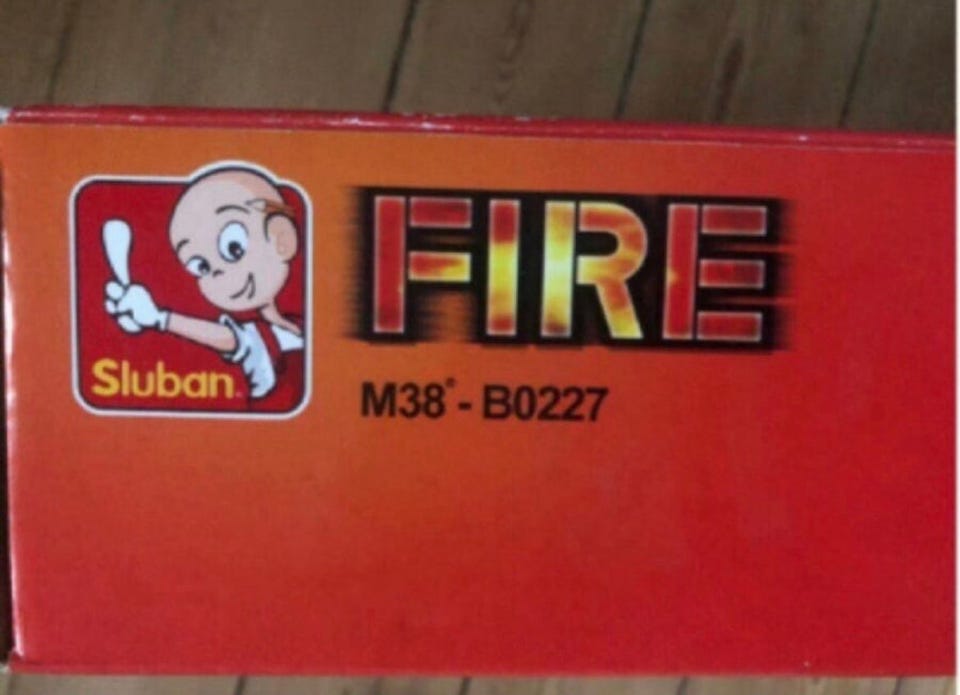 FIRE
Sluban
M38° - B0227